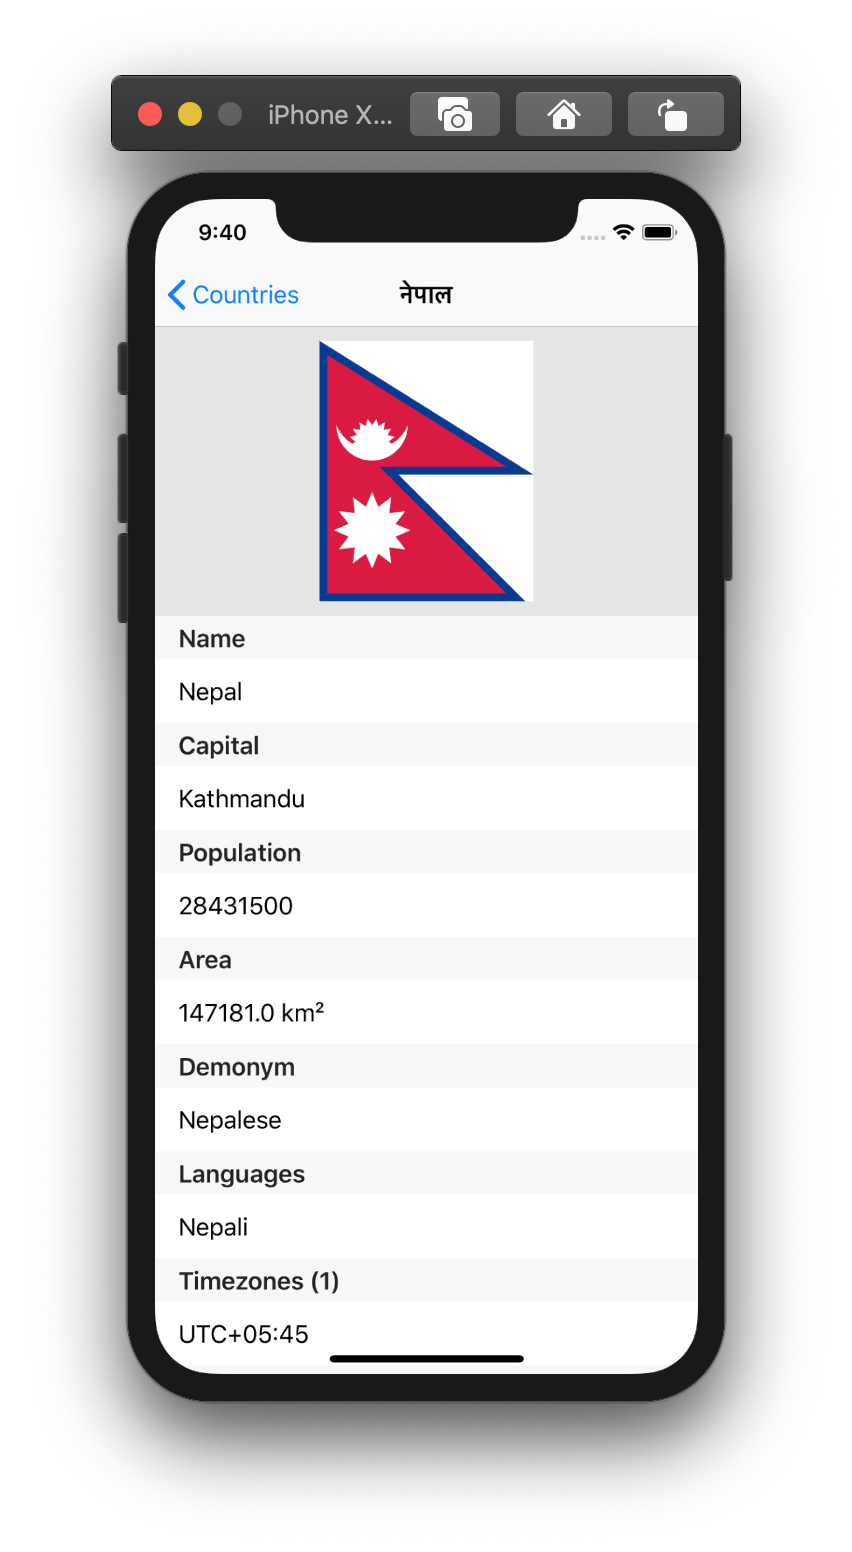 iPhone X...
9:40
Countries
नेपाल
Name
Nepal
Capital
Kathmandu
Population
28431500
Area
147181.0 km²
Demonym
Nepalese
Languages
Nepali
Timezones (1)
UTC+05:45